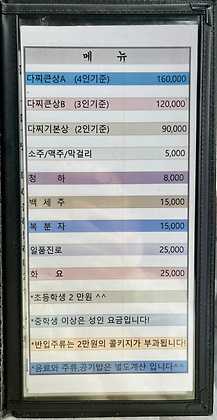 메 뉴
다찌큰상A (4인기준) 160,000
다찌큰상B (3인기준) 120,000
다찌기본상 (2인기준) 90,000
소주/맥주/막걸리 5,000
청 하 8,000
백 세 주 15,000
복 분 자 15,000
일품진로 25,000
화 요 25,000
*초등학생 2 만원 ^^
*중학생 이상은 성인 요금입니다!
*반입주류는 2만원의 콜키지가 부과됩니다!
*음료와 주류,공기밥은 별도계산 입니다^^